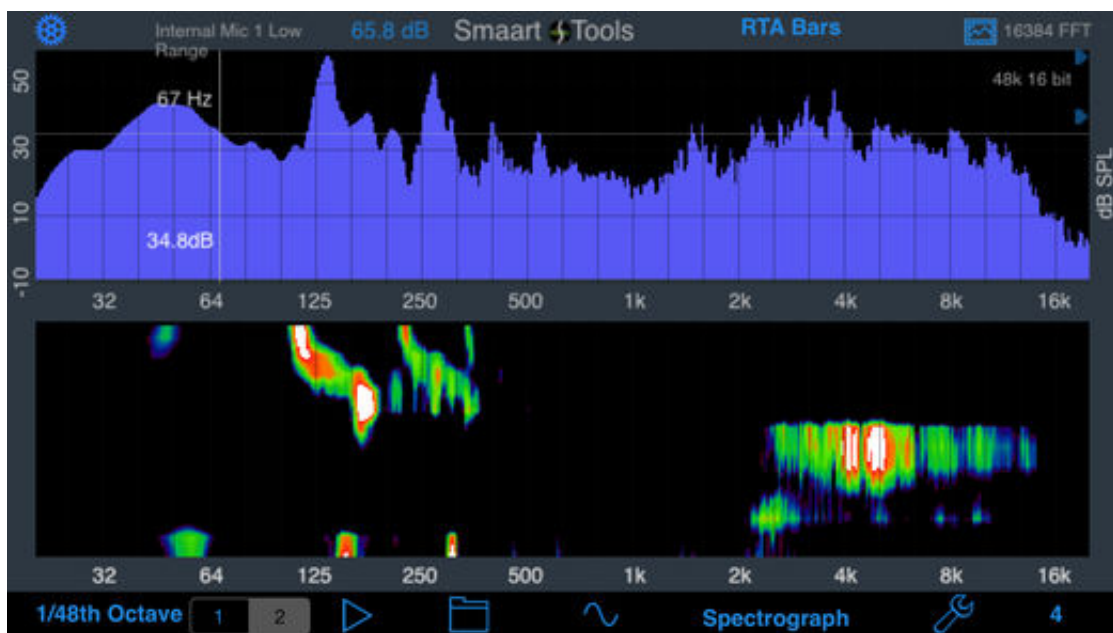 Internal Mic 1 Low Range
65.8 dB
Smaart Tools
RTA Bars
16384 FFT
48k 16 bit
50
30
10
-10
67 Hz
34.8dB
dB SPL
32 64 125 250 500 1k 2k 4k 8k 16k
32 64 125 250 500 1k 2k 4k 8k 16k
1/48th Octave 1 2 Spectrograph 4